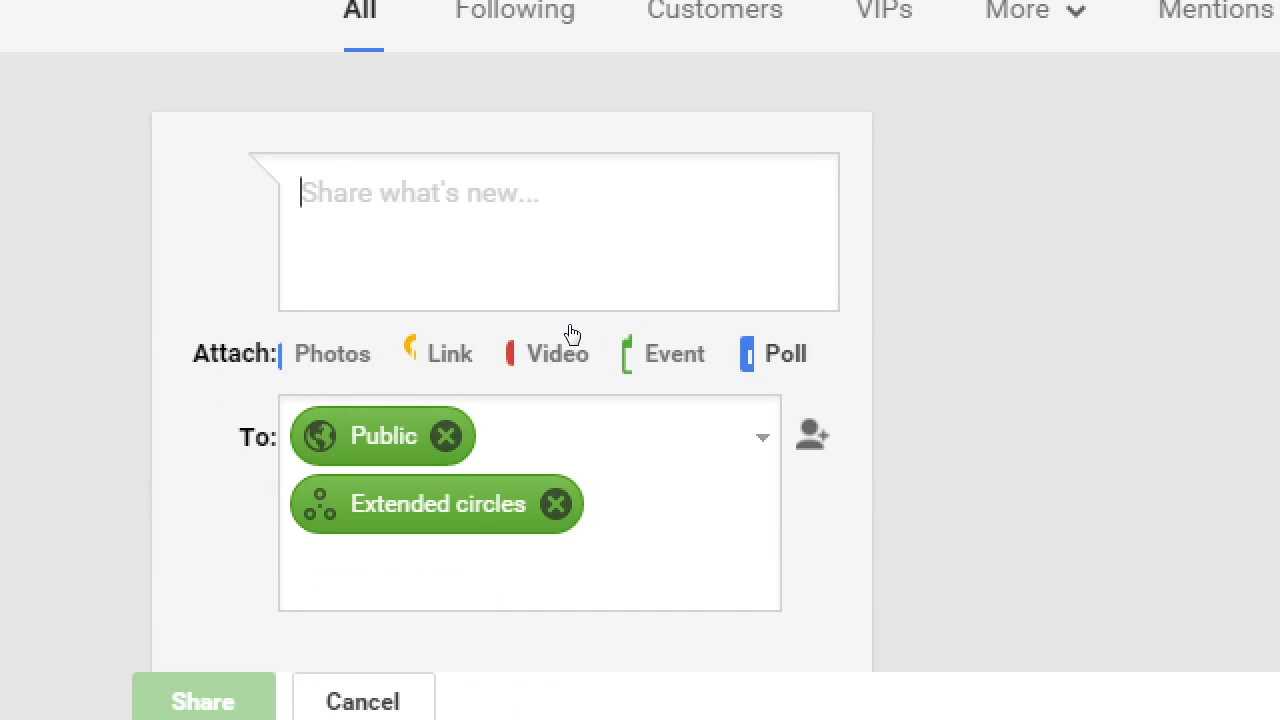 All Following Customers VIPs More Mentions
Share what's new...
Attach: Photos Link Video Event Poll
To: Public
Extended circles
Share Cancel